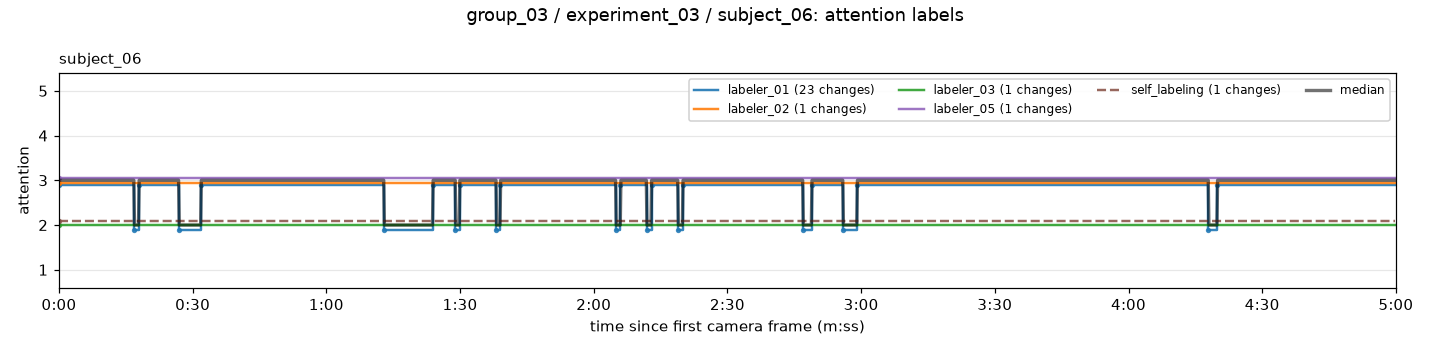 group_03 / experiment_03 / subject_06: attention labels
subject_06
labeler_01 (23 changes) labeler_03 (1 changes) self_labeling (1 changes) median
labeler_02 (1 changes) labeler_05 (1 changes)
5
4
3
2
1
attention
0:00 0:30 1:00 1:30 2:00 2:30 3:00 3:30 4:00 4:30 5:00
time since first camera frame (m:ss)